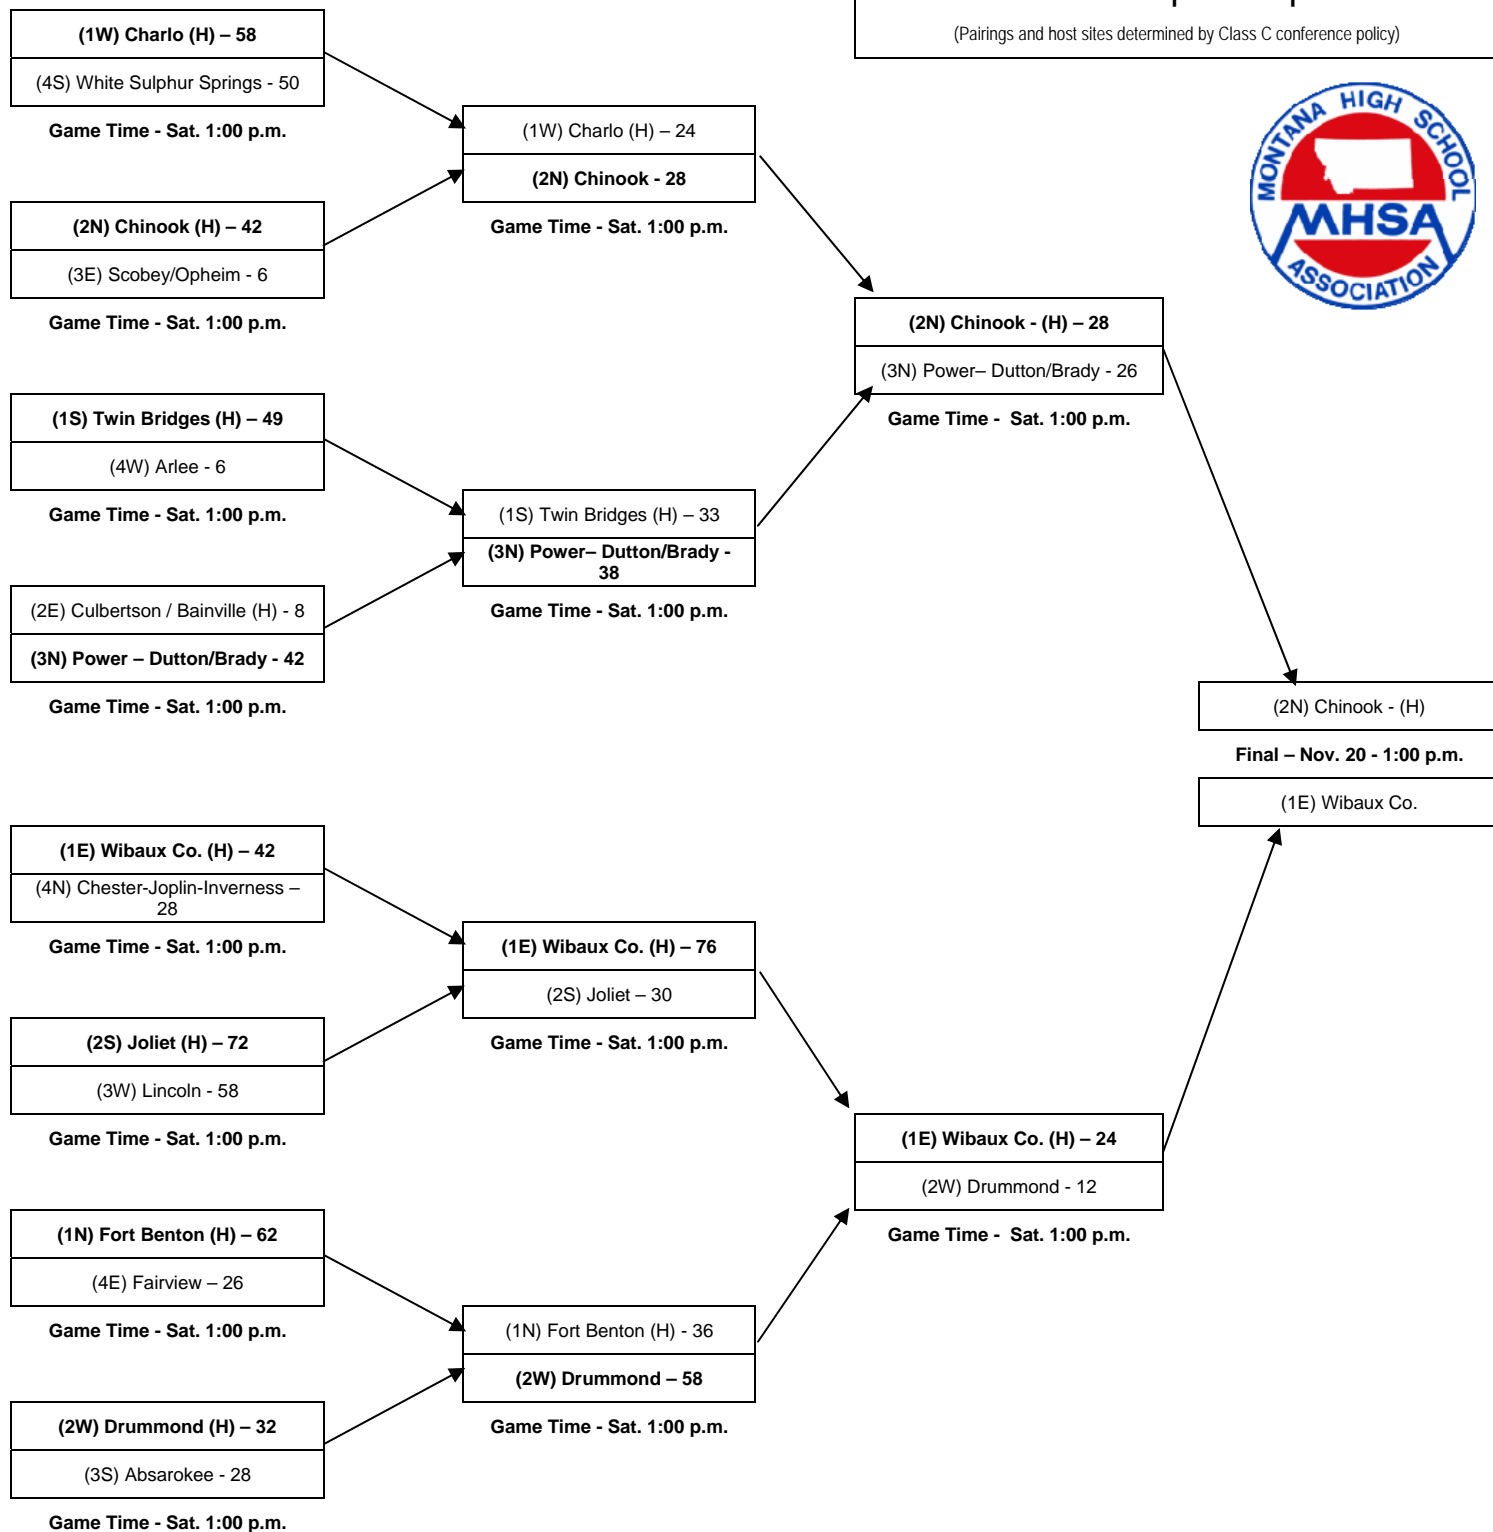 (Pairings and host sites determined by Class C conference policy)
MONTANA HIGH SCHOOL
MHSA
ASSOCIATION
(1W) Charlo (H) – 58
(4S) White Sulphur Springs - 50
Game Time - Sat. 1:00 p.m.
(2N) Chinook (H) – 42
(3E) Scobey/Opheim - 6
Game Time - Sat. 1:00 p.m.
(1S) Twin Bridges (H) – 49
(4W) Arlee - 6
Game Time - Sat. 1:00 p.m.
(2E) Culbertson / Bainville (H) - 8
(3N) Power – Dutton/Brady - 42
Game Time - Sat. 1:00 p.m.
(1E) Wibaux Co. (H) – 42
(4N) Chester-Joplin-Inverness –
28
Game Time - Sat. 1:00 p.m.
(2S) Joliet (H) – 72
(3W) Lincoln - 58
Game Time - Sat. 1:00 p.m.
(1N) Fort Benton (H) – 62
(4E) Fairview – 26
Game Time - Sat. 1:00 p.m.
(2W) Drummond (H) – 32
(3S) Absarokee - 28
Game Time - Sat. 1:00 p.m.
(1W) Charlo (H) – 24
(2N) Chinook - 28
Game Time - Sat. 1:00 p.m.
(1S) Twin Bridges (H) – 33
(3N) Power– Dutton/Brady -
38
Game Time - Sat. 1:00 p.m.
(1E) Wibaux Co. (H) – 76
(2S) Joliet – 30
Game Time - Sat. 1:00 p.m.
(1N) Fort Benton (H) - 36
(2W) Drummond – 58
Game Time - Sat. 1:00 p.m.
(2N) Chinook - (H) – 28
(3N) Power– Dutton/Brady - 26
Game Time - Sat. 1:00 p.m.
(1E) Wibaux Co. (H) – 24
(2W) Drummond - 12
Game Time - Sat. 1:00 p.m.
(2N) Chinook - (H)
Final – Nov. 20 - 1:00 p.m.
(1E) Wibaux Co.